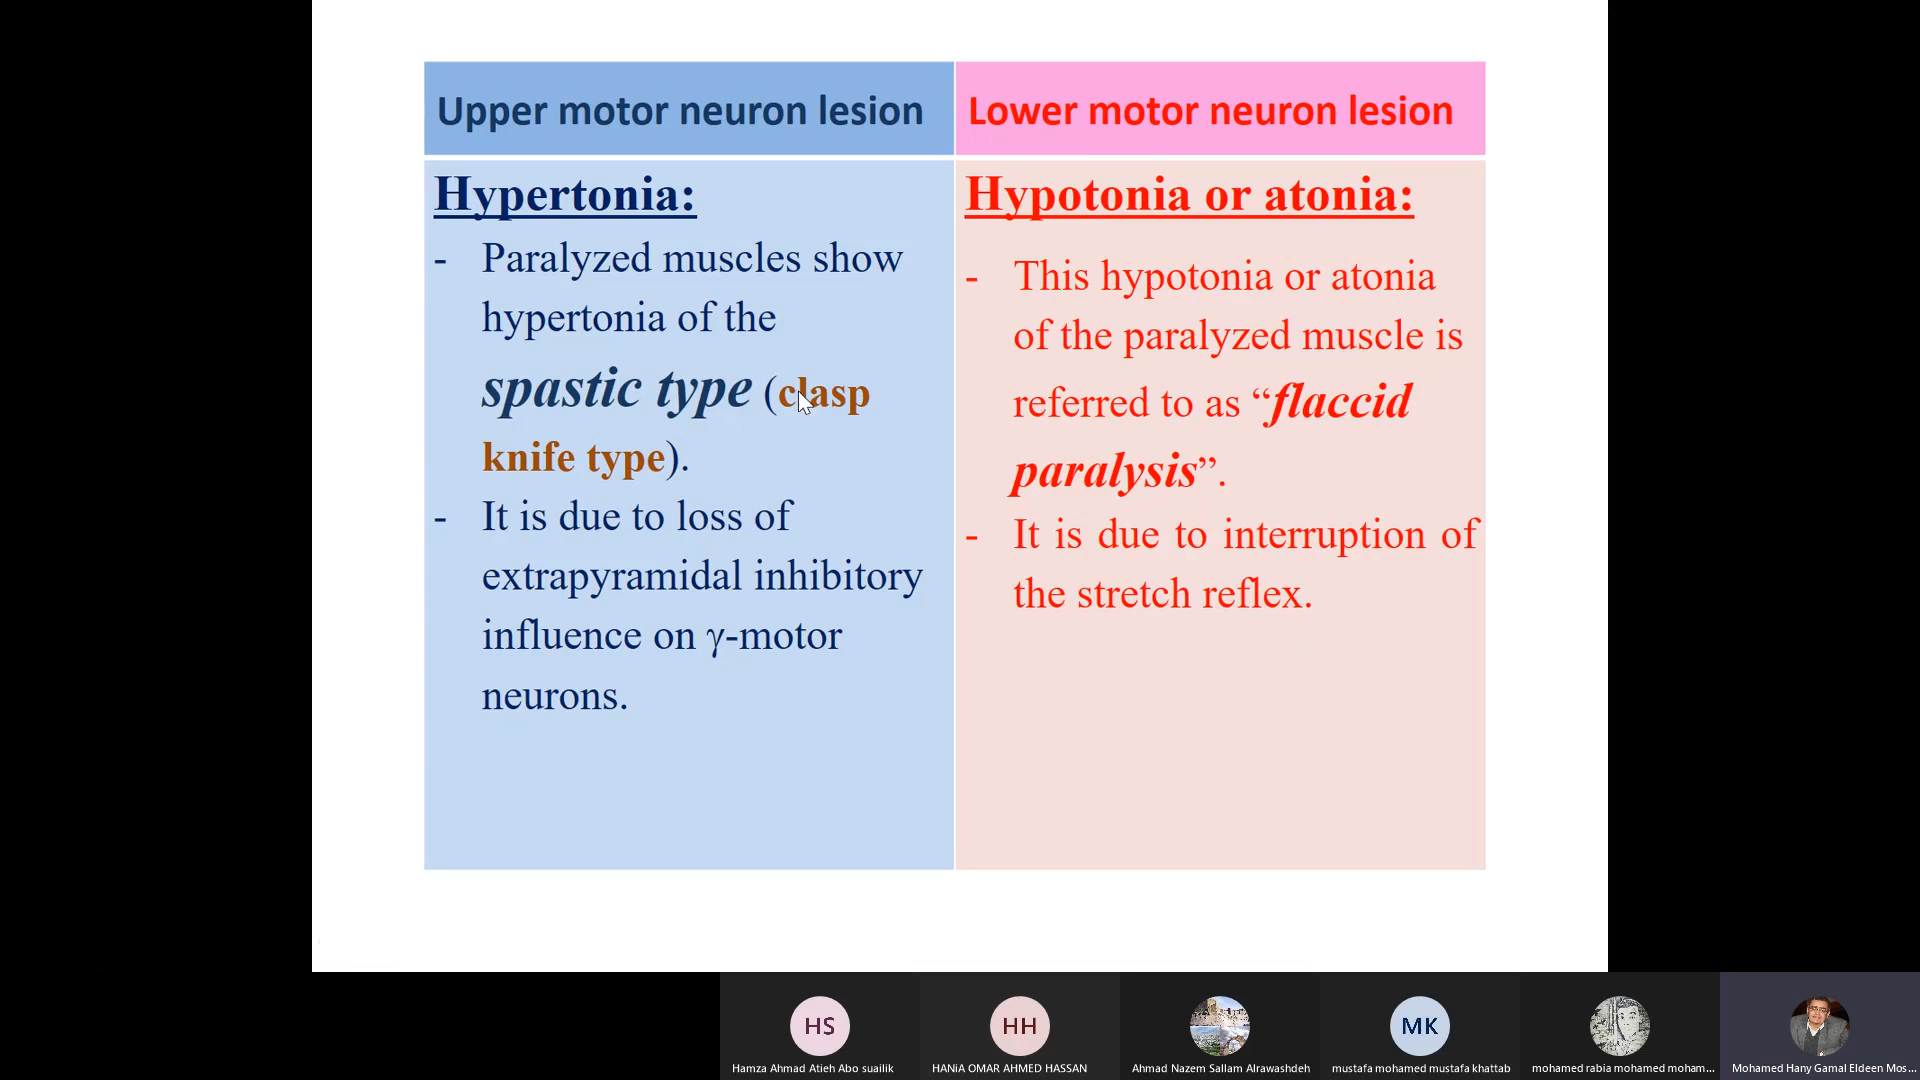 Upper motor neuron lesion
Lower motor neuron lesion
Hypertonia:
- Paralyzed muscles show
hypertonia of the
spastic type (clasp
knife type).
- It is due to loss of
extrapyramidal inhibitory
influence on γ-motor
neurons.
Hypotonia or atonia:
- This hypotonia or atonia
of the paralyzed muscle is
referred to as “flaccid
paralysis”.
- It is due to interruption of
the stretch reflex.
HS
HH
MK
Hamza Ahmad Atieh Abo suailik
HANiA OMAR AHMED HASSAN
Ahmad Nazem Sallam Alrawashdeh
mustafa mohamed mustafa khattab
mohamed rabia mohamed moham...
Mohamed Hany Gamal Eldeen Mos...